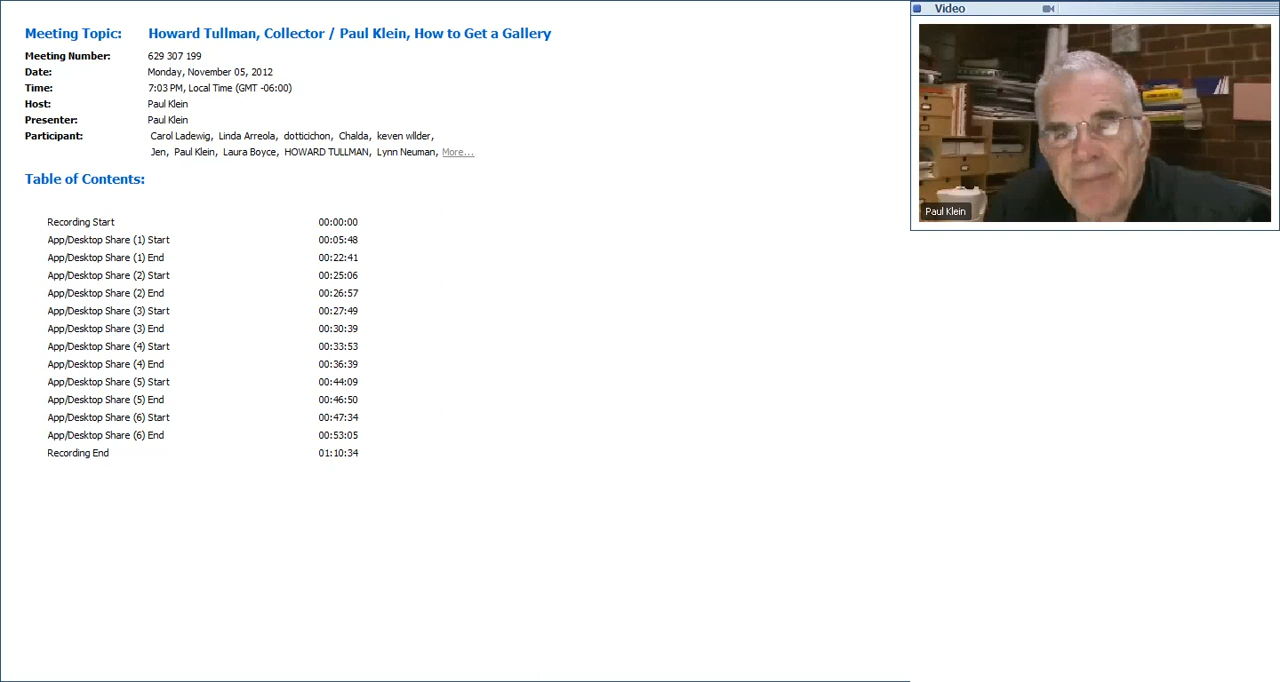 Meeting Topic: Howard Tullman, Collector / Paul Klein, How to Get a Gallery
Meeting Number: 629 307 199
Date: Monday, November 05, 2012
Time: 7:03 PM, Local Time (GMT -06:00)
Host: Paul Klein
Presenter: Paul Klein
Participant: Carol Ladewig, Linda Arreola, dotticichon, Chalda, keven wllder,
Jen, Paul Klein, Laura Boyce, HOWARD TULLMAN, Lynn Neuman, More...
Table of Contents:
Recording Start 00:00:00
App/Desktop Share (1) Start 00:05:48
App/Desktop Share (1) End 00:22:41
App/Desktop Share (2) Start 00:25:06
App/Desktop Share (2) End 00:26:57
App/Desktop Share (3) Start 00:27:49
App/Desktop Share (3) End 00:30:39
App/Desktop Share (4) Start 00:33:53
App/Desktop Share (4) End 00:36:39
App/Desktop Share (5) Start 00:44:09
App/Desktop Share (5) End 00:46:50
App/Desktop Share (6) Start 00:47:34
App/Desktop Share (6) End 00:53:05
Recording End 01:10:34
Video
Paul Klein